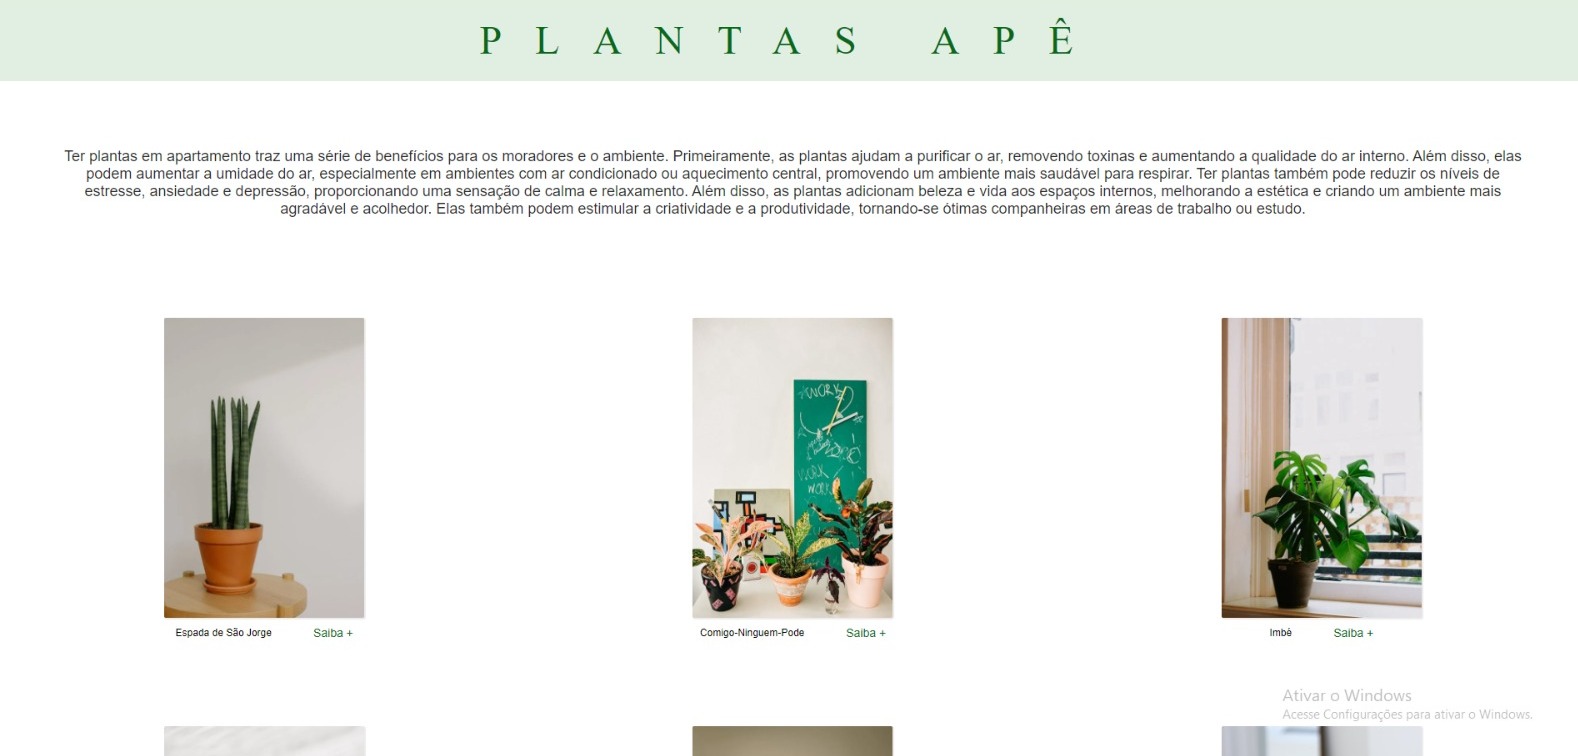 PLANTAS APÊ
Ter plantas em apartamento traz uma série de benefícios para os moradores e o ambiente. Primeiramente, as plantas ajudam a purificar o ar, removendo toxinas e aumentando a qualidade do ar interno. Além disso, elas
podem aumentar a umidade do ar, especialmente em ambientes com ar condicionado ou aquecimento central, promovendo um ambiente mais saudável para respirar. Ter plantas também pode reduzir os níveis de
estresse, ansiedade e depressão, proporcionando uma sensação de calma e relaxamento. Além disso, as plantas adicionam beleza e vida aos espaços internos, melhorando a estética e criando um ambiente mais
agradável e acolhedor. Elas também podem estimular a criatividade e a produtividade, tornando-se ótimas companheiras em áreas de trabalho ou estudo.
WORK
WORK
WORK
Espada de São Jorge Saiba +
Comigo-Ninguem-Pode Saiba +
Imbé Saiba +
Ativar o Windows
Acesse Configurações para ativar o Windows.